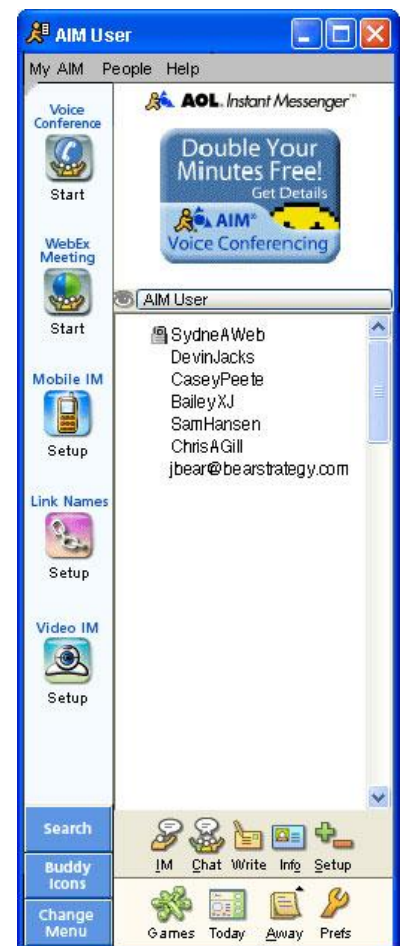 AIM User
My AIM People Help
Voice
Conference
Start
WebEx
Meeting
Start
Mobile IM
Setup
Link Names
Setup
Video IM
Setup
Search
Buddy
Icons
Change
Menu
AOL Instant Messenger™
Double Your
Minutes Free!
Get Details
AIM®
Voice Conferencing
AIM User
SydneAWeb
DevinJacks
CaseyPeete
BaileyXJ
SamHansen
ChrisAGill
jbear@bearstrategy.com
IM Chat Write Info Setup
Games Today Away Prefs